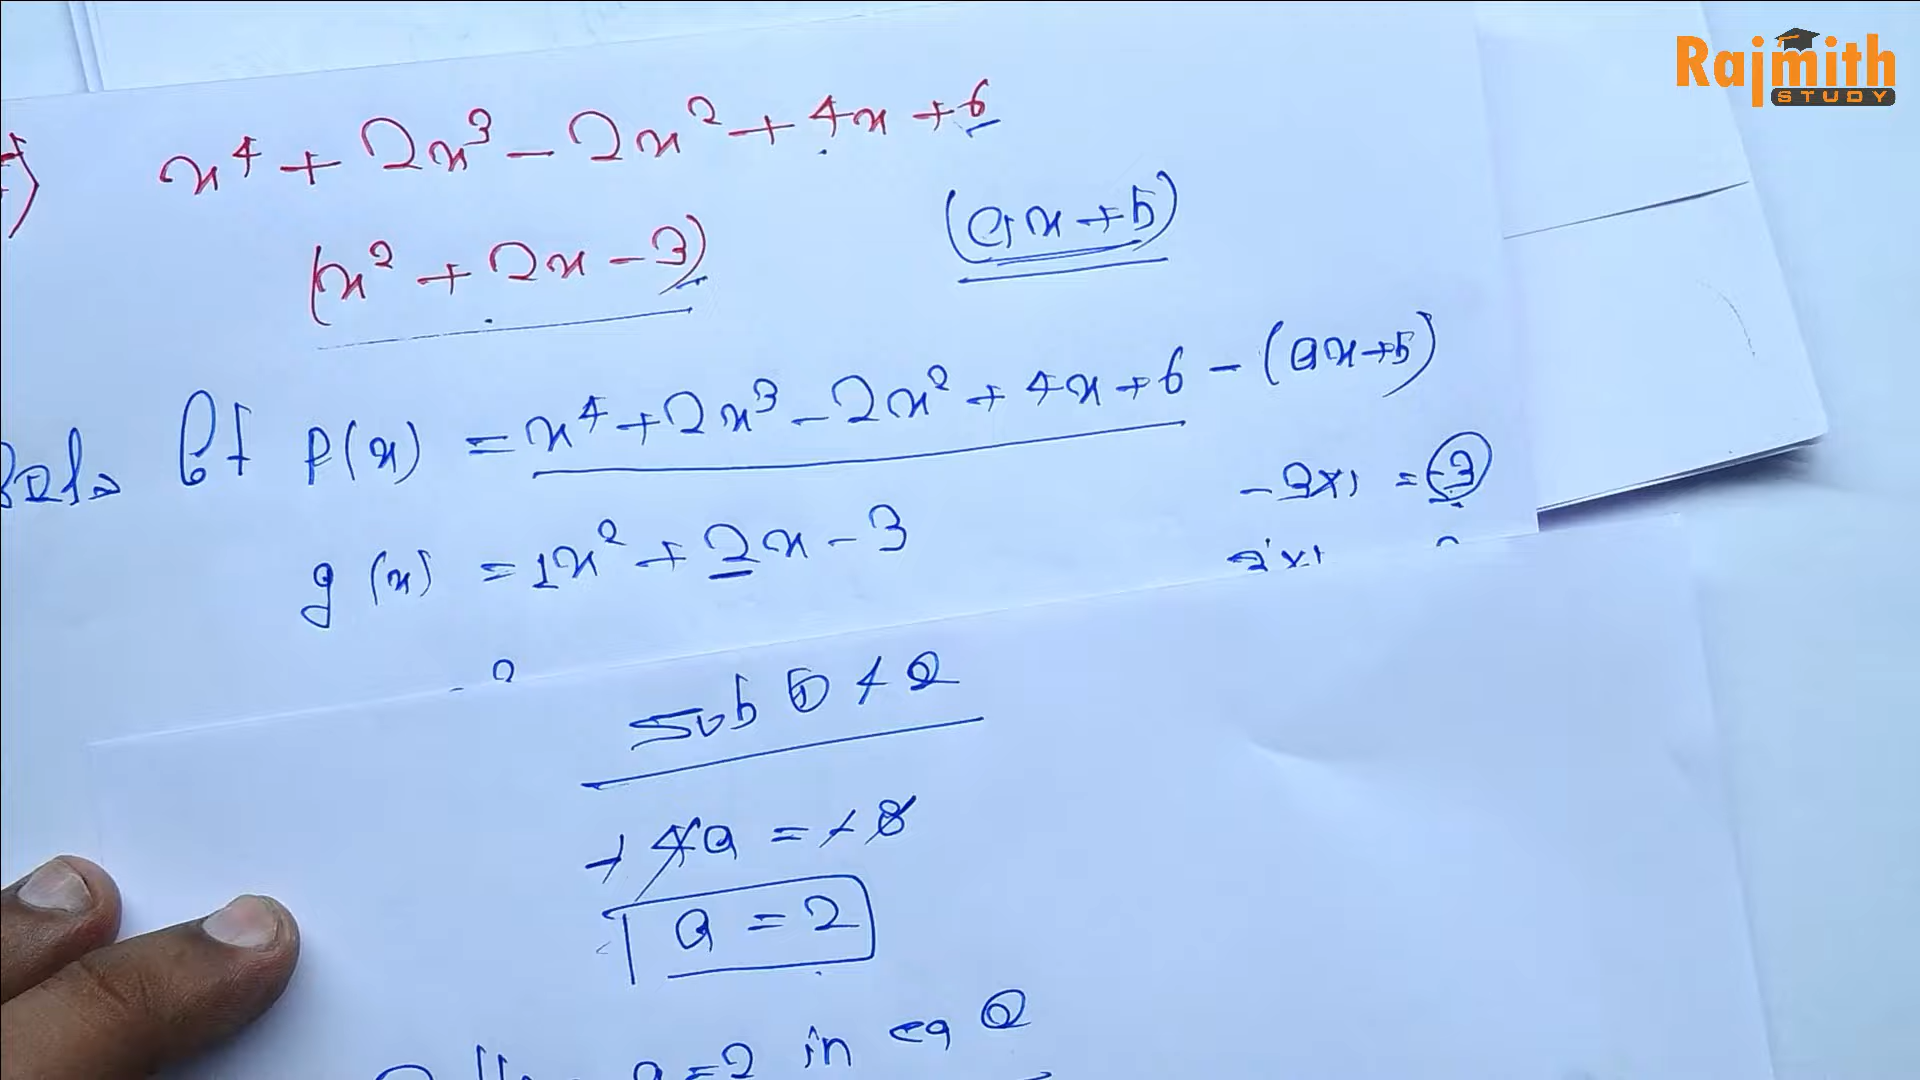 Rajmith
STUDY
x⁴ + 2x³ - 2x² + 4x + 6
(x² + 2x - 3)
(ax+b)
Let P(x) = x⁴ + 2x³ - 2x² + 4x + 6 - (ax+b)
-3x1 = -3
g(x) = 1x² + 2x - 3
Sub
+ 4a = + 8
a = 2
a = 2 in eq ②